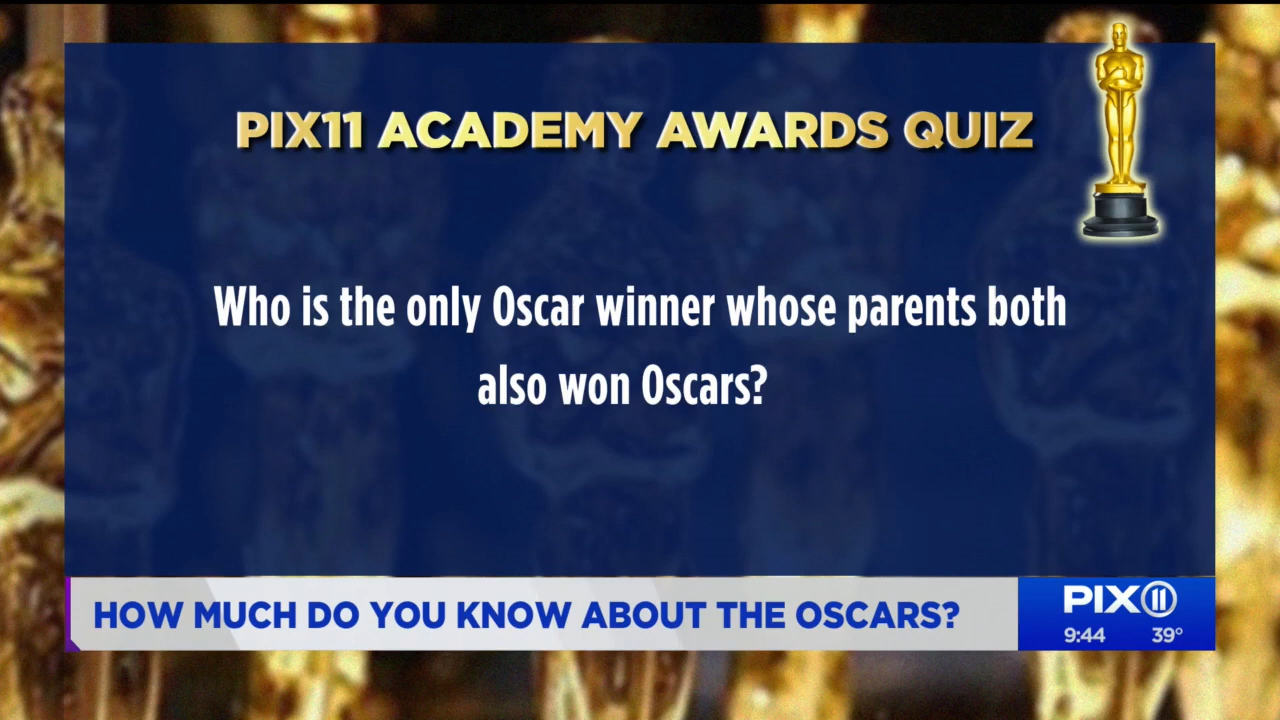 PIX11 ACADEMY AWARDS QUIZ
Who is the only Oscar winner whose parents both
also won Oscars?
HOW MUCH DO YOU KNOW ABOUT THE OSCARS?
PIX11
9:44 39°